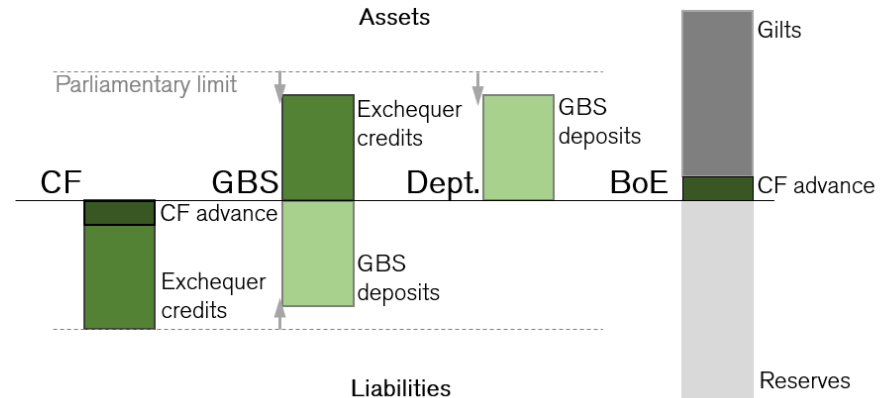 Assets
Gilts
Parliamentary limit
Exchequer
credits
GBS
deposits
CF
GBS
Dept.
BoE
CF advance
CF advance
Exchequer
credits
GBS
deposits
Reserves
Liabilities